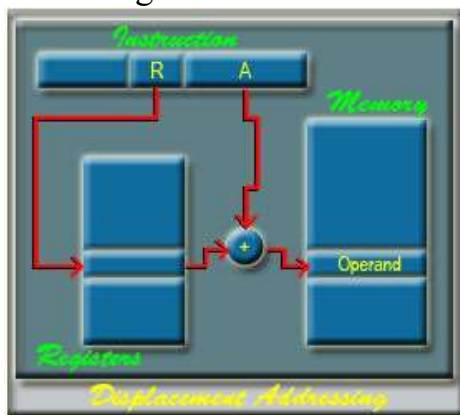 Instruction
R A
Memory
+
Operand
Registers
Displacement Addressing